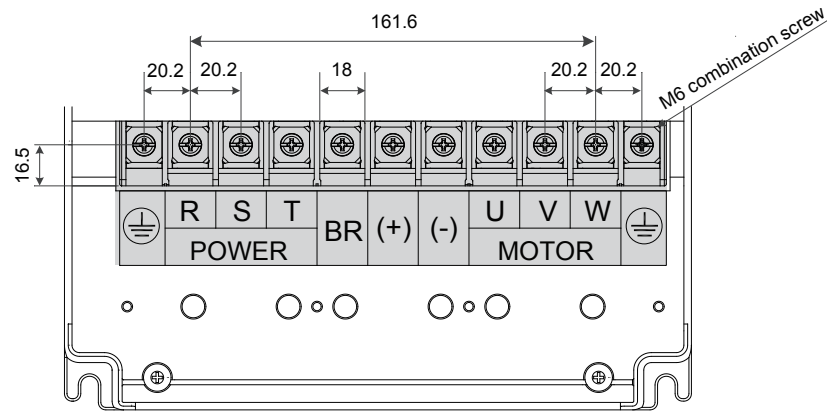 161.6
20.2 20.2 18 20.2 20.2
M6 combination screw
16.5
R S T BR (+) (-) U V W
POWER MOTOR